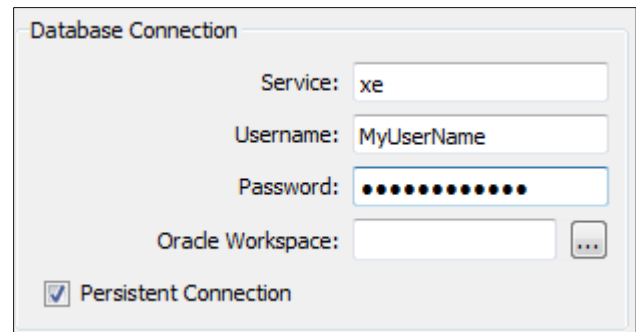 Database Connection
Service: xe
Username: MyUserName
Password: ●●●●●●●●●●●●
Oracle Workspace: ...
Persistent Connection